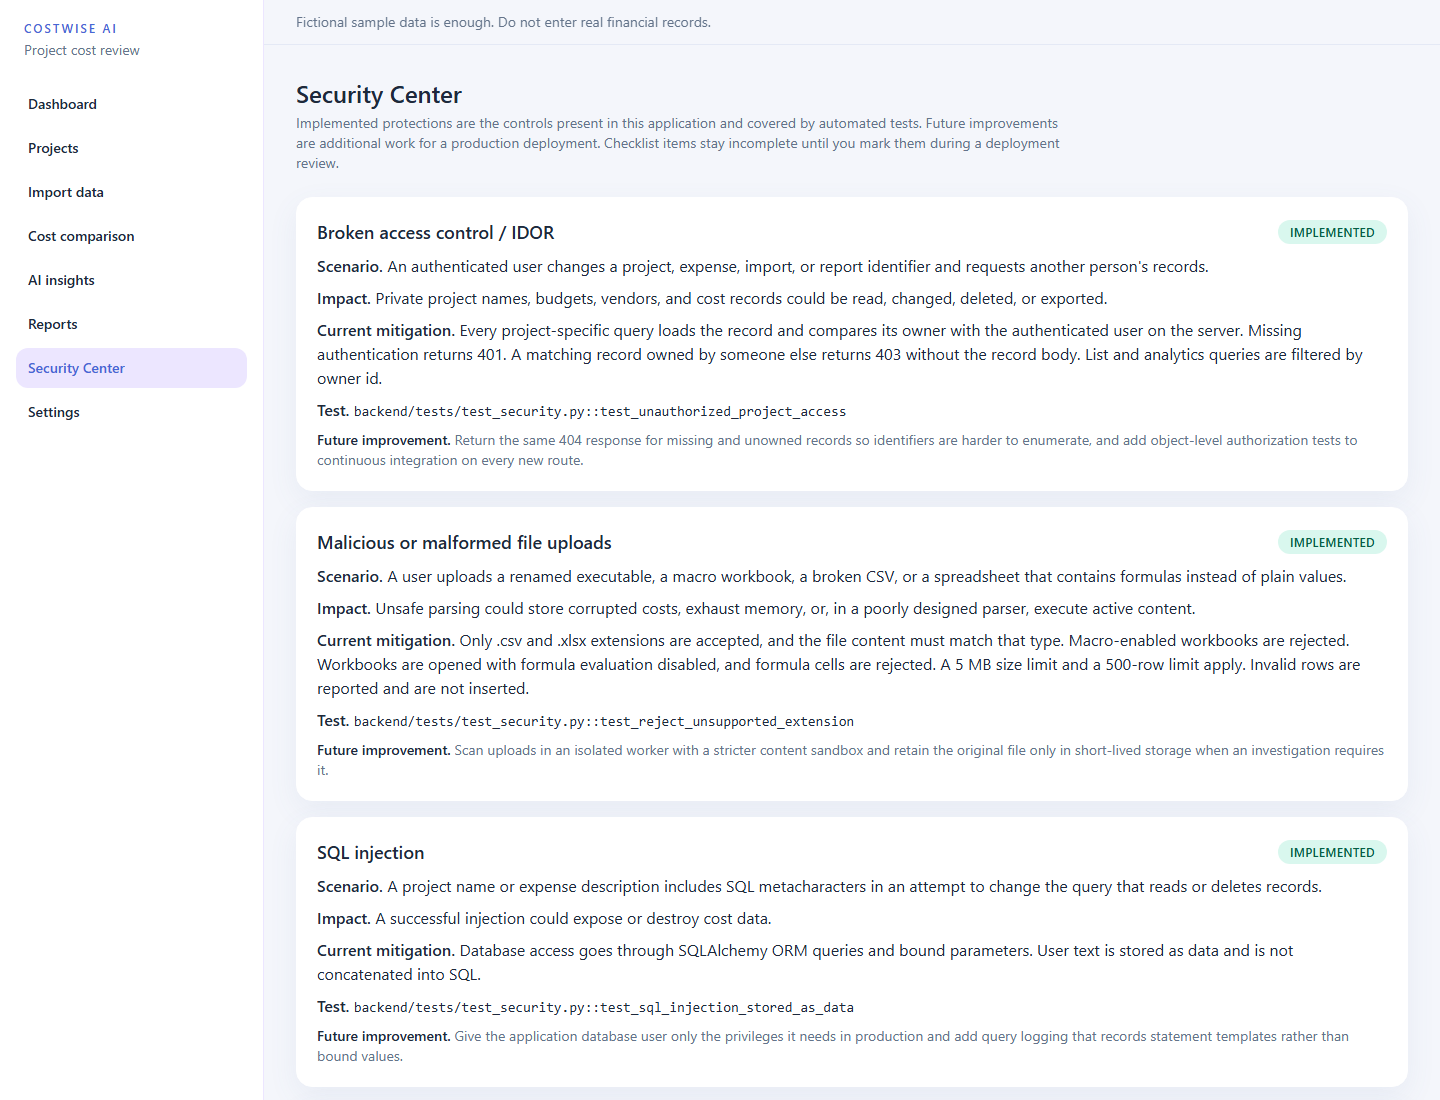 COSTWISE AI
Project cost review
Dashboard
Projects
Import data
Cost comparison
AI insights
Reports
Security Center
Settings
Fictional sample data is enough. Do not enter real financial records.
Security Center
Implemented protections are the controls present in this application and covered by automated tests. Future improvements
are additional work for a production deployment. Checklist items stay incomplete until you mark them during a deployment
review.
Broken access control / IDOR
IMPLEMENTED
Scenario. An authenticated user changes a project, expense, import, or report identifier and requests another person's records.
Impact. Private project names, budgets, vendors, and cost records could be read, changed, deleted, or exported.
Current mitigation. Every project-specific query loads the record and compares its owner with the authenticated user on the server. Missing
authentication returns 401. A matching record owned by someone else returns 403 without the record body. List and analytics queries are filtered by
owner id.
Test. backend/tests/test_security.py::test_unauthorized_project_access
Future improvement. Return the same 404 response for missing and unowned records so identifiers are harder to enumerate, and add object-level authorization tests to
continuous integration on every new route.
Malicious or malformed file uploads
IMPLEMENTED
Scenario. A user uploads a renamed executable, a macro workbook, a broken CSV, or a spreadsheet that contains formulas instead of plain values.
Impact. Unsafe parsing could store corrupted costs, exhaust memory, or, in a poorly designed parser, execute active content.
Current mitigation. Only .csv and .xlsx extensions are accepted, and the file content must match that type. Macro-enabled workbooks are rejected.
Workbooks are opened with formula evaluation disabled, and formula cells are rejected. A 5 MB size limit and a 500-row limit apply. Invalid rows are
reported and are not inserted.
Test. backend/tests/test_security.py::test_reject_unsupported_extension
Future improvement. Scan uploads in an isolated worker with a stricter content sandbox and retain the original file only in short-lived storage when an investigation requires
it.
SQL injection
IMPLEMENTED
Scenario. A project name or expense description includes SQL metacharacters in an attempt to change the query that reads or deletes records.
Impact. A successful injection could expose or destroy cost data.
Current mitigation. Database access goes through SQLAlchemy ORM queries and bound parameters. User text is stored as data and is not
concatenated into SQL.
Test. backend/tests/test_security.py::test_sql_injection_stored_as_data
Future improvement. Give the application database user only the privileges it needs in production and add query logging that records statement templates rather than
bound values.